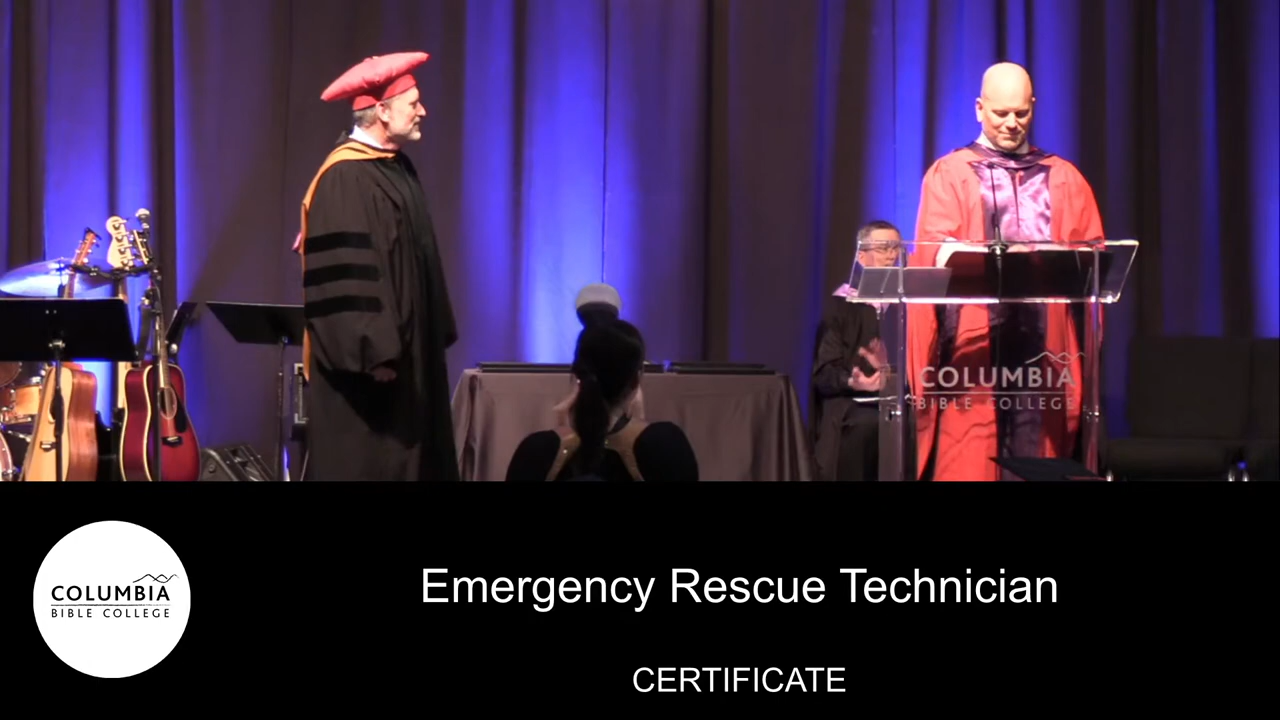 COLUMBIA
BIBLE COLLEGE
COLUMBIA
BIBLE COLLEGE
Emergency Rescue Technician
CERTIFICATE